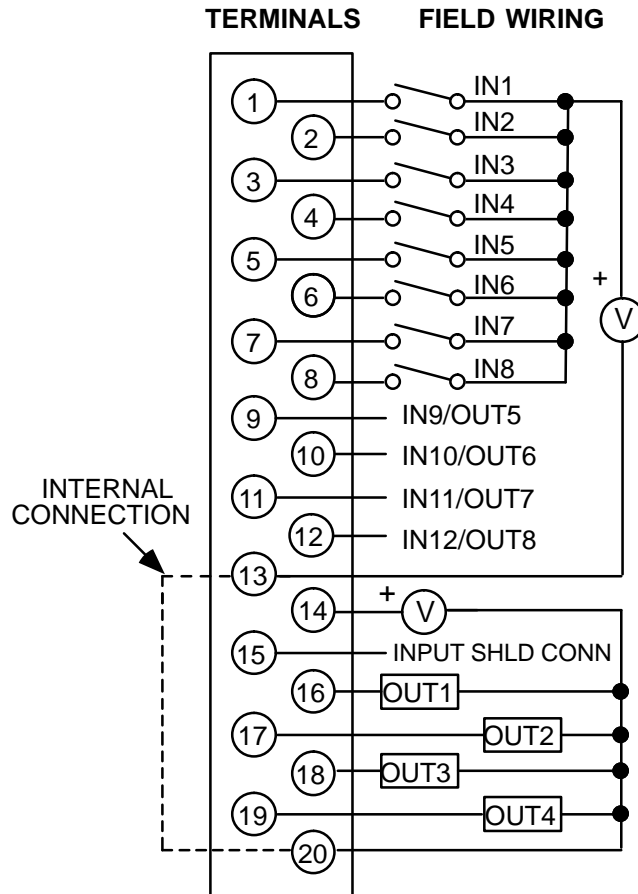 TERMINALS FIELD WIRING
1 IN1
2 IN2
3 IN3
4 IN4
5 IN5
6 IN6
7 IN7
8 IN8
9 IN9/OUT5
10 IN10/OUT6
11 IN11/OUT7
12 IN12/OUT8
+
V
INTERNAL
CONNECTION
13
14 + V
15 INPUT SHLD CONN
16 OUT1
17 OUT2
18 OUT3
19 OUT4
20